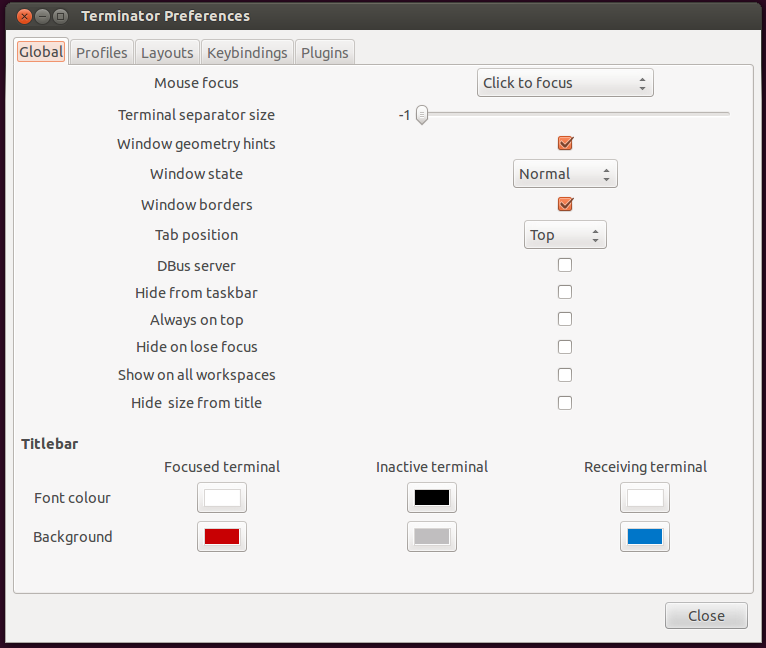 Terminator Preferences
Global Profiles Layouts Keybindings Plugins
Mouse focus Click to focus
Terminal separator size -1
Window geometry hints
Window state Normal
Window borders
Tab position Top
DBus server
Hide from taskbar
Always on top
Hide on lose focus
Show on all workspaces
Hide size from title
Titlebar
Focused terminal Inactive terminal Receiving terminal
Font colour
Background
Close